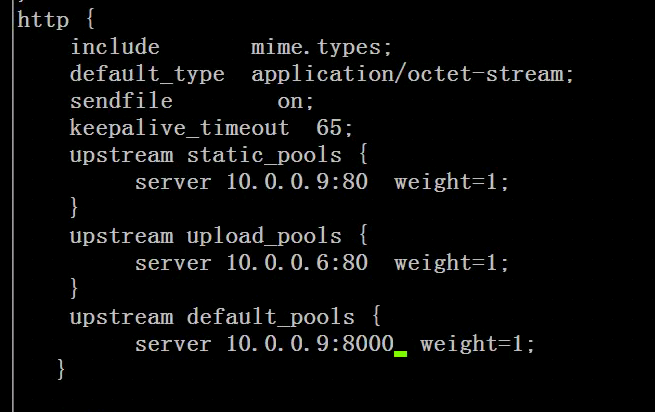 http {
    include       mime.types;
    default_type  application/octet-stream;
    sendfile        on;
    keepalive_timeout  65;
    upstream static_pools {
         server 10.0.0.9:80  weight=1;
    }
    upstream upload_pools {
         server 10.0.0.6:80  weight=1;
    }
    upstream default_pools {
         server 10.0.0.9:8000  weight=1;
   }